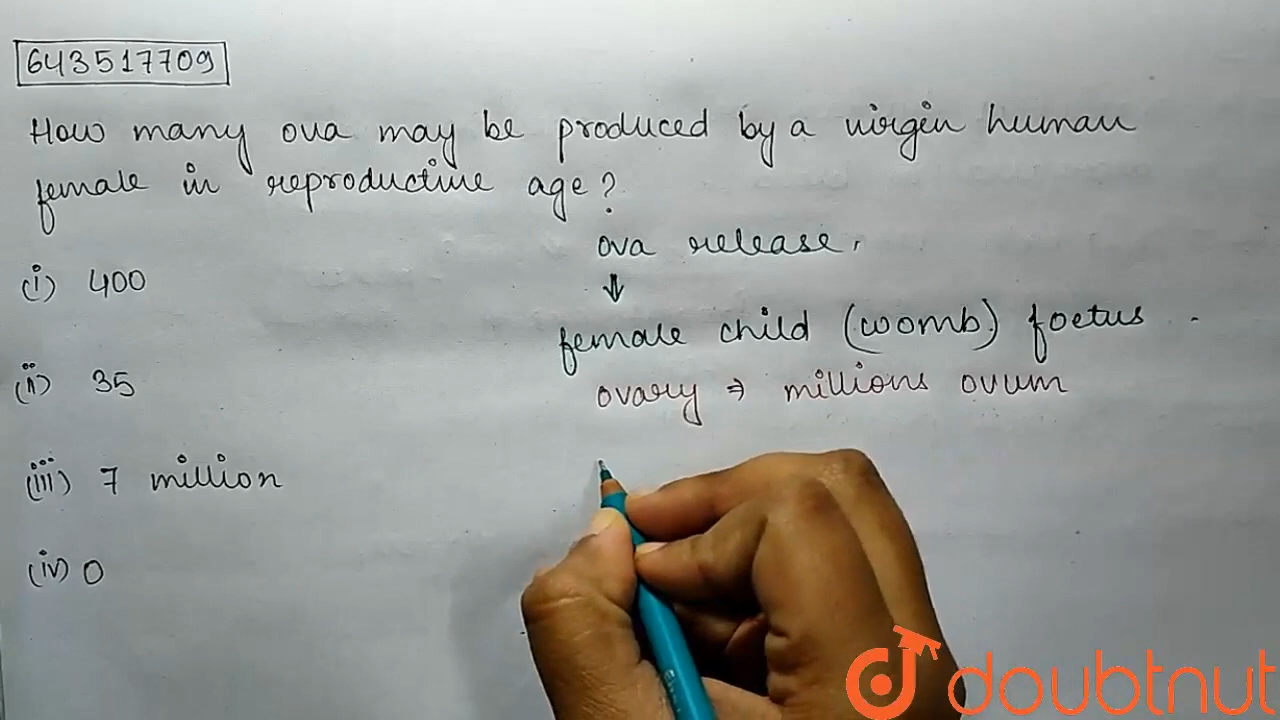 643517709
How many ova may be produced by a virgin human
female in reproductive age?
ova release,
(i) 400
↓
female child (womb) foetus
(ii) 35
ovary ⇒ millions ovum
(iii) 7 million
(iv) 0
doubtnut